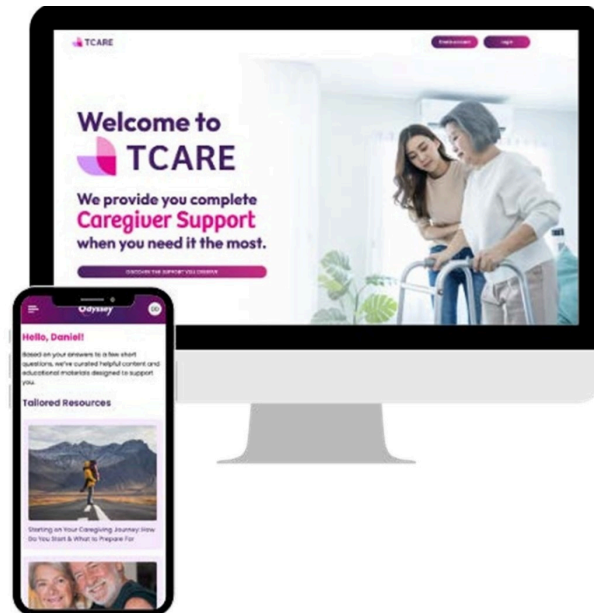 TCARE
Create account
Login
Welcome to
TCARE
We provide you complete
Caregiver Support
when you need it the most.
DISCOVER THE SUPPORT YOU DESERVE
Odyssey
DD
Hello, Daniel!
Based on your answers to a few short
questions, we've curated helpful content and
educational materials designed to support
you.
Tailored Resources
Starting on Your Caregiving Journey: How
Do You Start & What to Prepare For